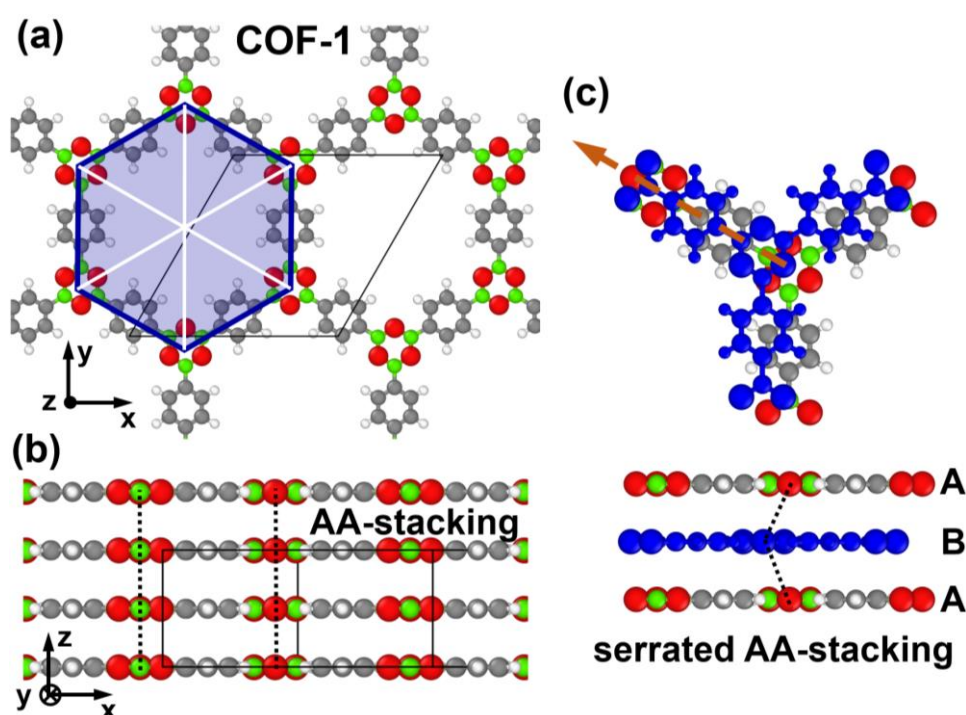 (a)
COF-1
y
z
x
(b)
AA-stacking
z
y
x
(c)
A
B
A
serrated AA-stacking